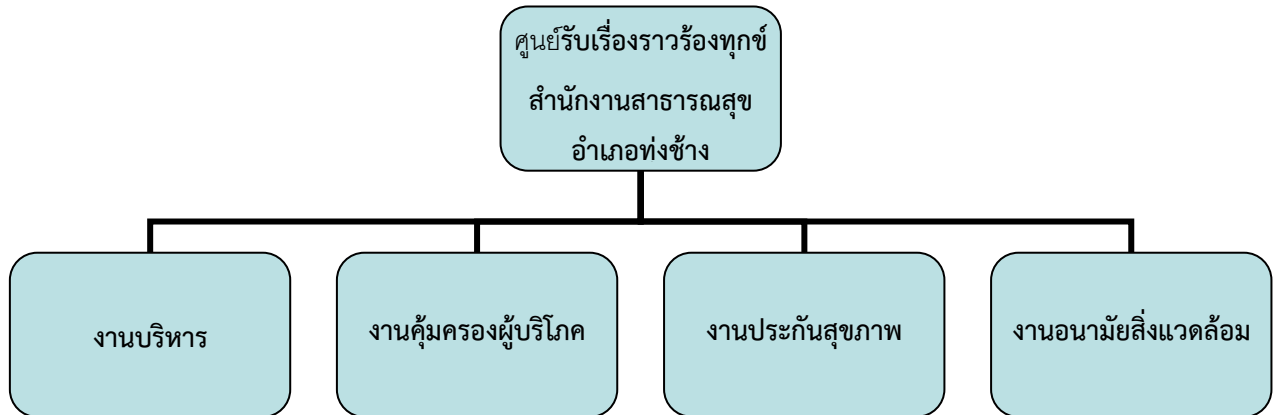 ศูนย์รับเรื่องราวร้องทุกข์
สำนักงานสาธารณสุข
อำเภอท่งช้าง
งานบริหาร
งานคุ้มครองผู้บริโภค
งานประกันสุขภาพ
งานอนามัยสิ่งแวดล้อม